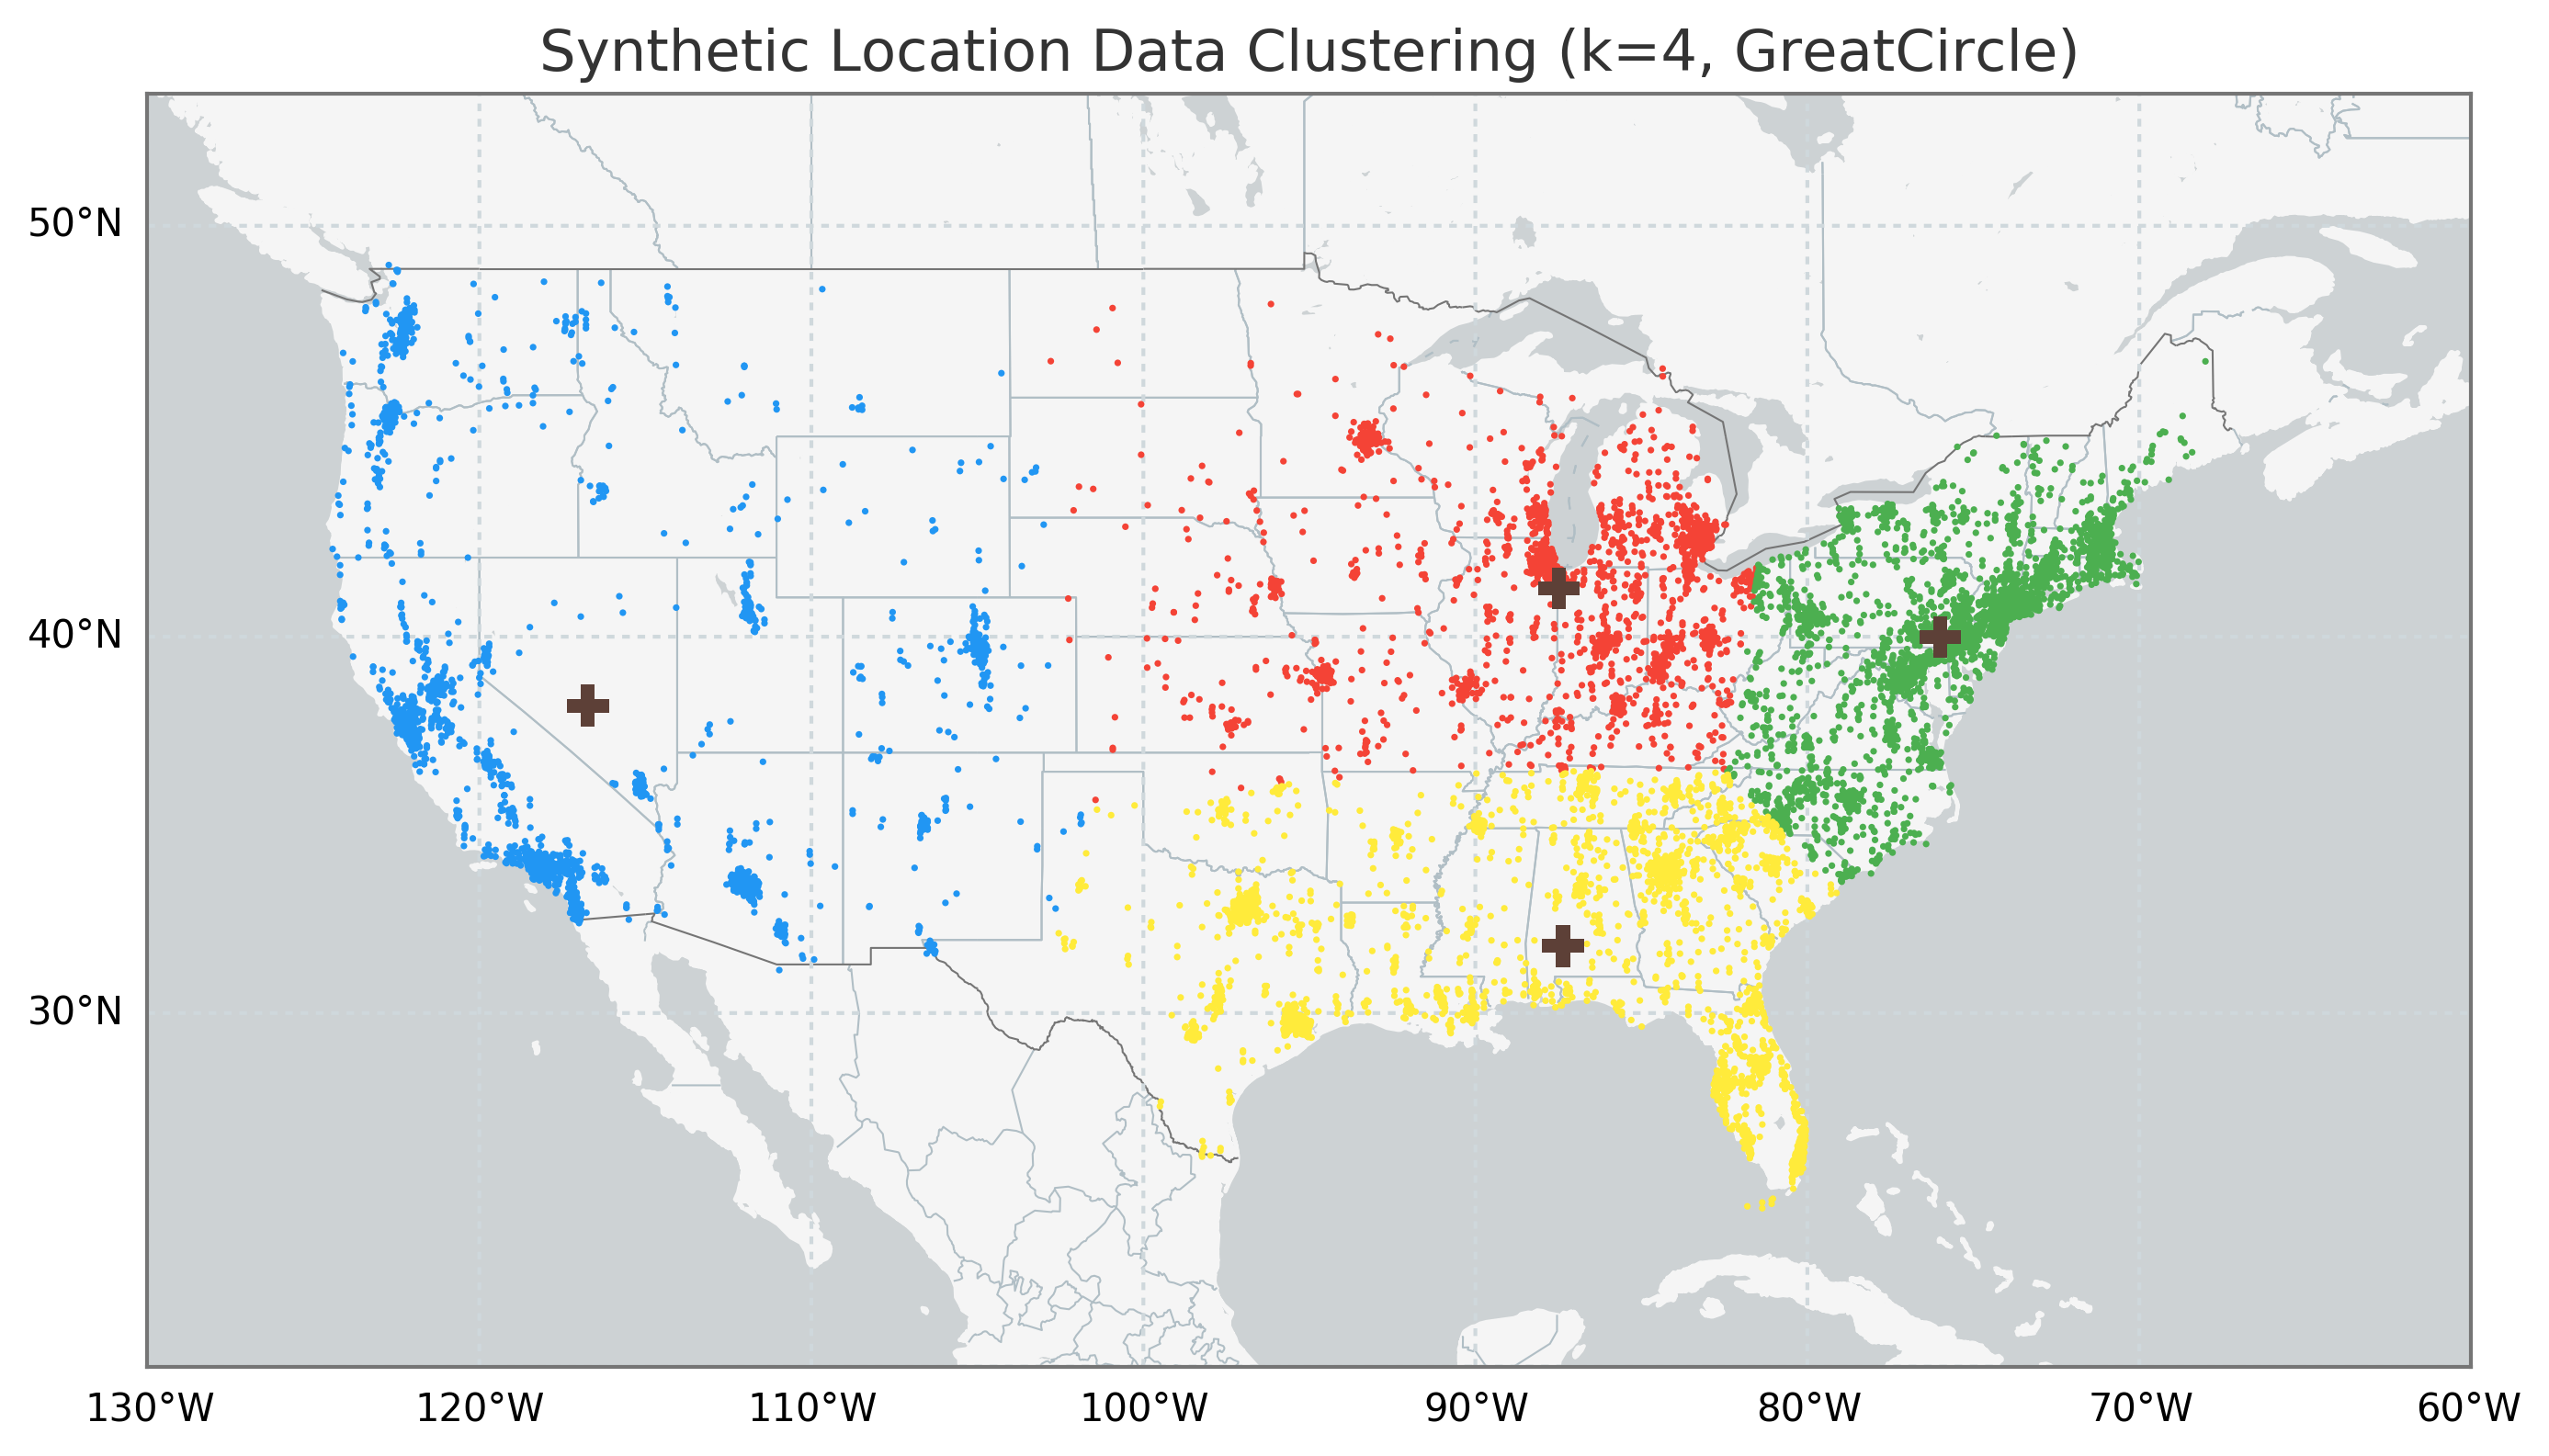 Synthetic Location Data Clustering (k=4, GreatCircle)
50°N
40°N
30°N
130°W 120°W 110°W 100°W 90°W 80°W 70°W 60°W